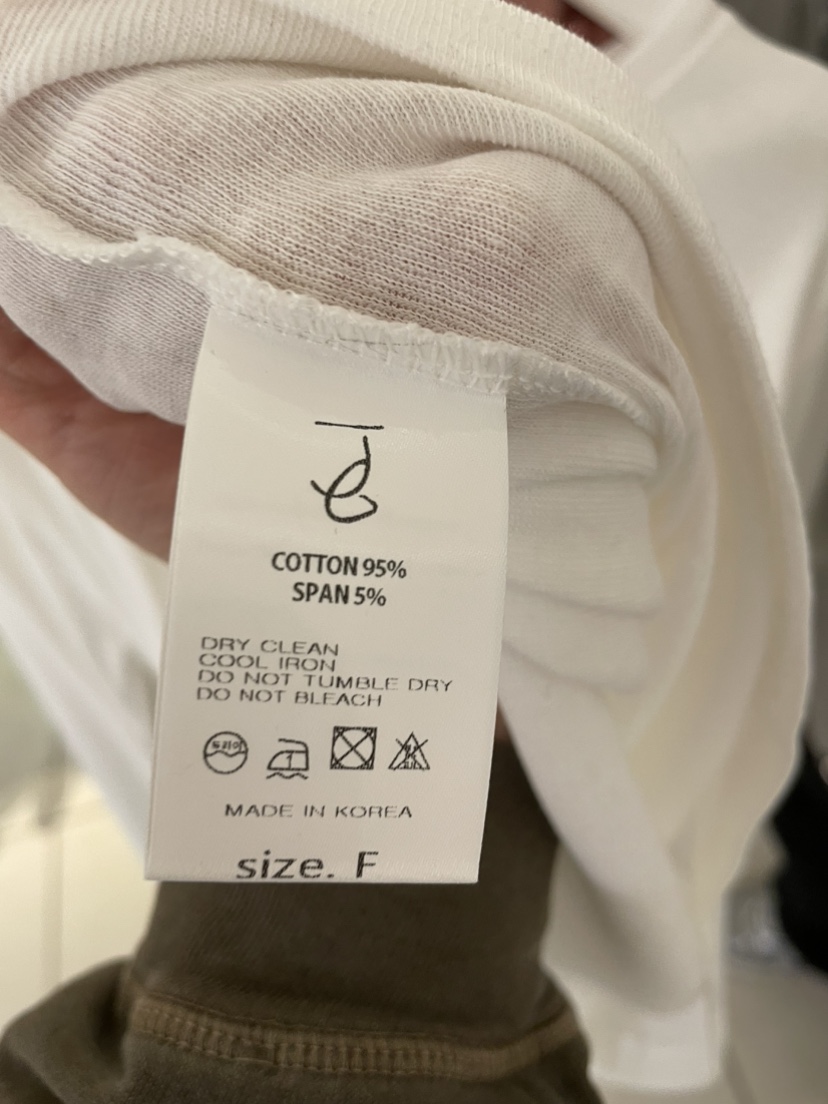 COTTON 95%
SPAN 5%
DRY CLEAN
COOL IRON
DO NOT TUMBLE DRY
DO NOT BLEACH
MADE IN KOREA
size. F